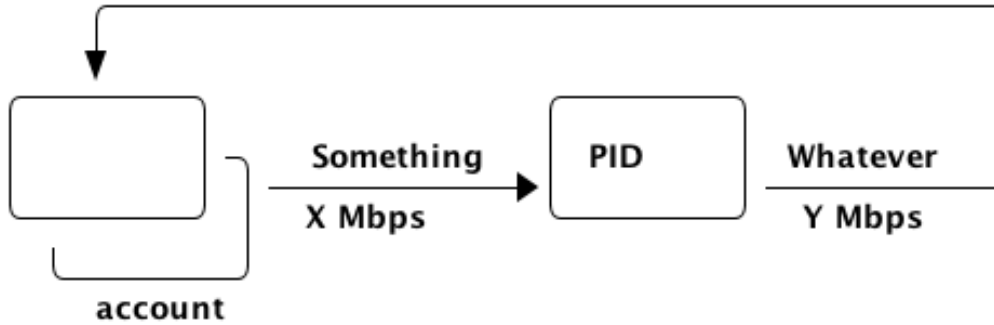 Something
X Mbps
PID
Whatever
Y Mbps
account